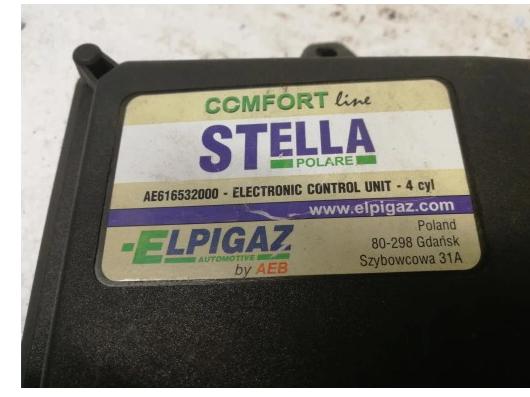 COMFORT line
STELLA
POLARE
AE616532000 - ELECTRONIC CONTROL UNIT - 4 cyl
www.elpigaz.com
ELPIGAZ
AUTOMOTIVE
by AEB
Poland
80-298 Gdańsk
Szybowcowa 31A